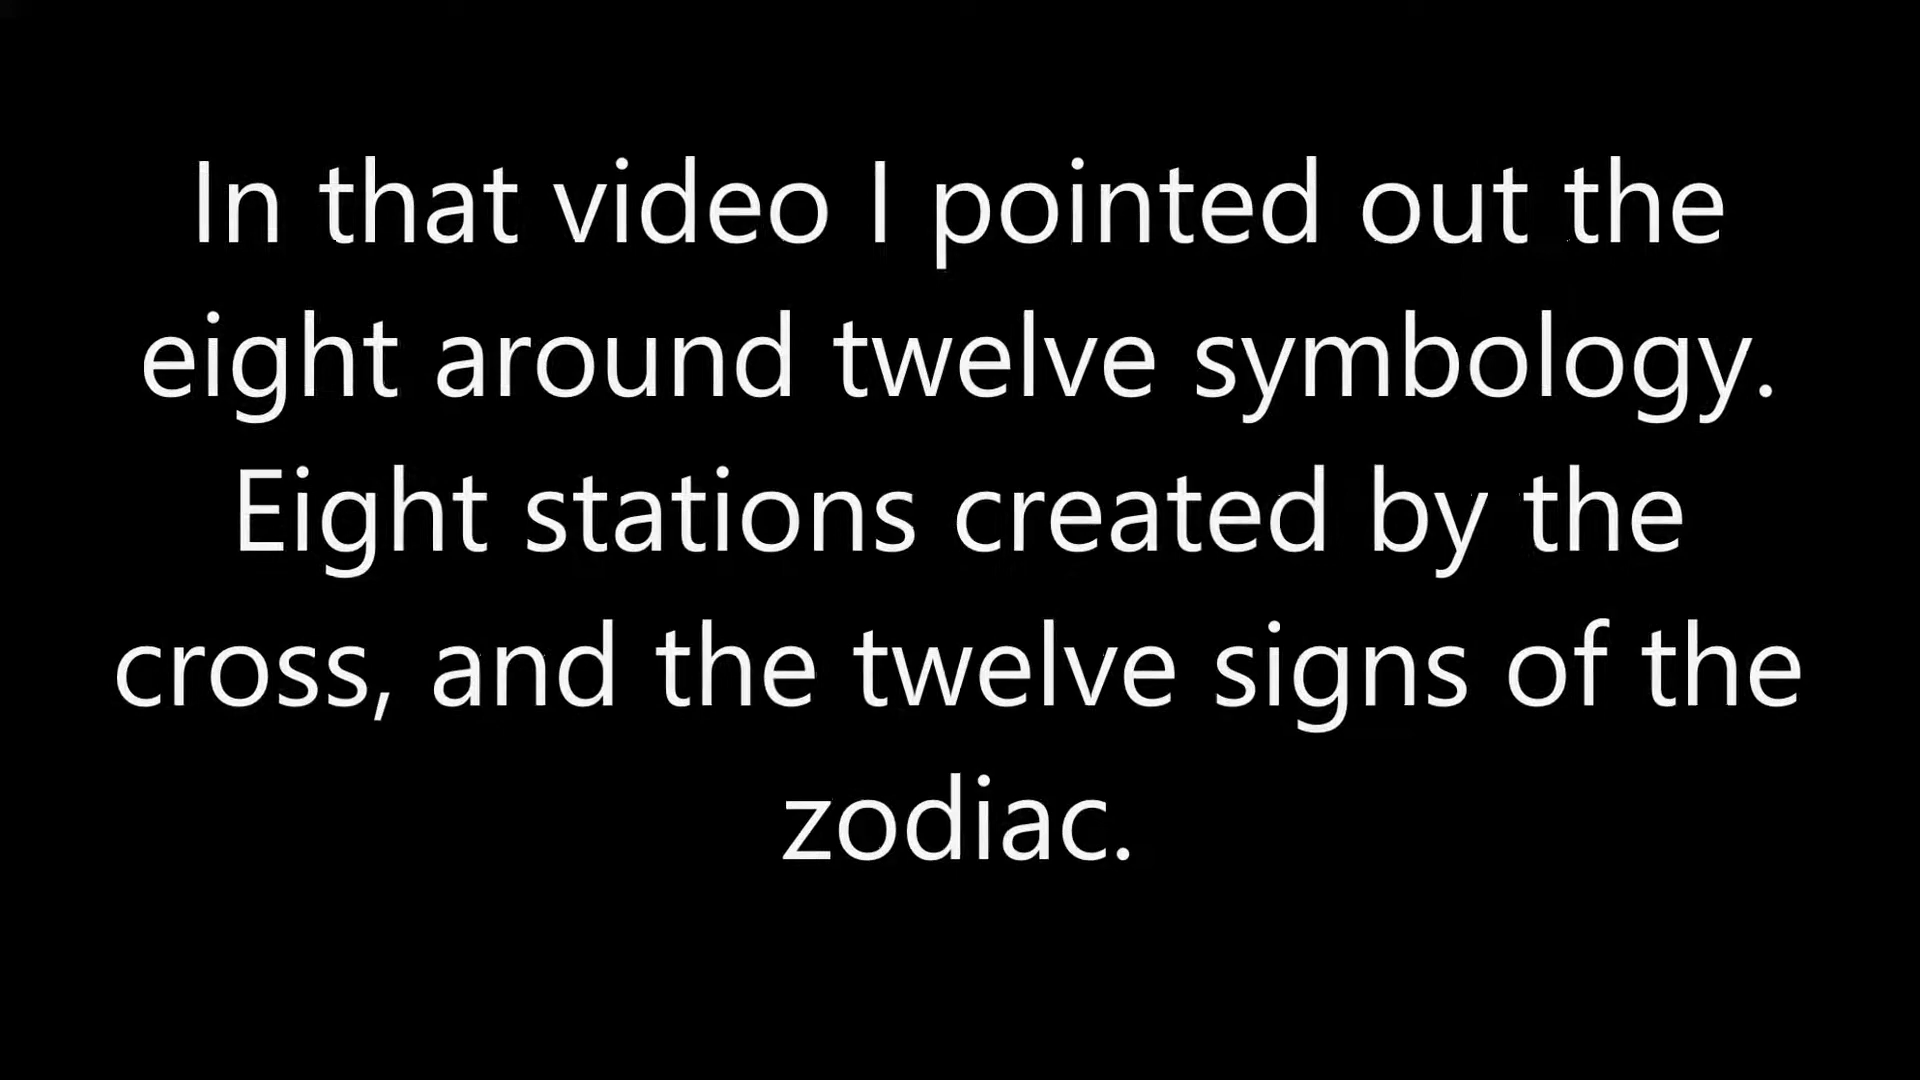 In that video I pointed out the
eight around twelve symbology.
Eight stations created by the
cross, and the twelve signs of the
zodiac.